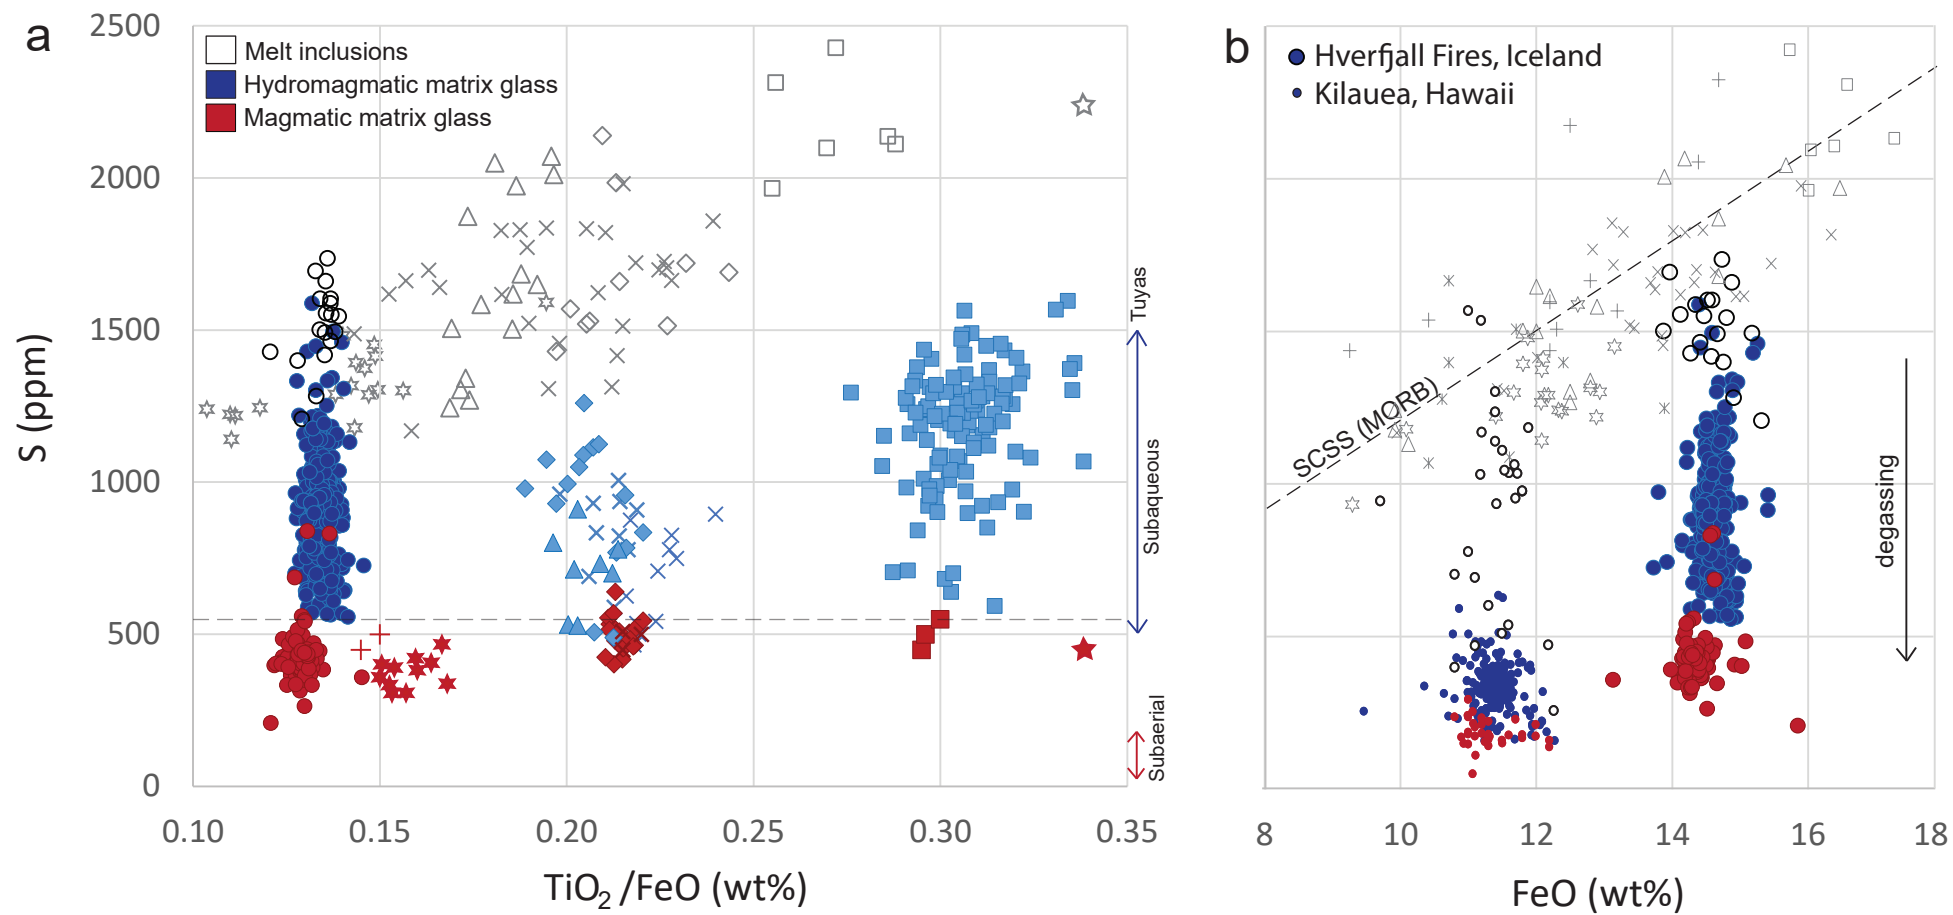 a
2500
2000
1500
1000
500
0
S (ppm)
Melt inclusions
Hydromagmatic matrix glass
Magmatic matrix glass
Tuyas
Subaqueous
Subaerial
0.10 0.15 0.20 0.25 0.30 0.35
TiO₂ /FeO (wt%)
b
Hverfjall Fires, Iceland
Kilauea, Hawaii
SCSS (MORB)
degassing
8 10 12 14 16 18
FeO (wt%)